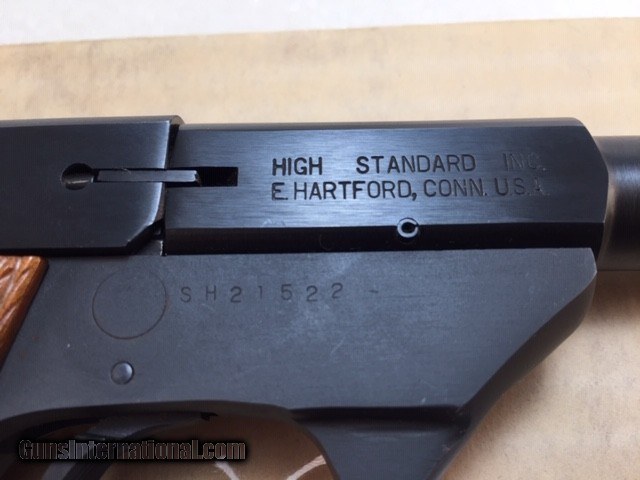 HIGH STANDARD INC.
E. HARTFORD, CONN. U.S.A.
SH21522
GunsInternational.com